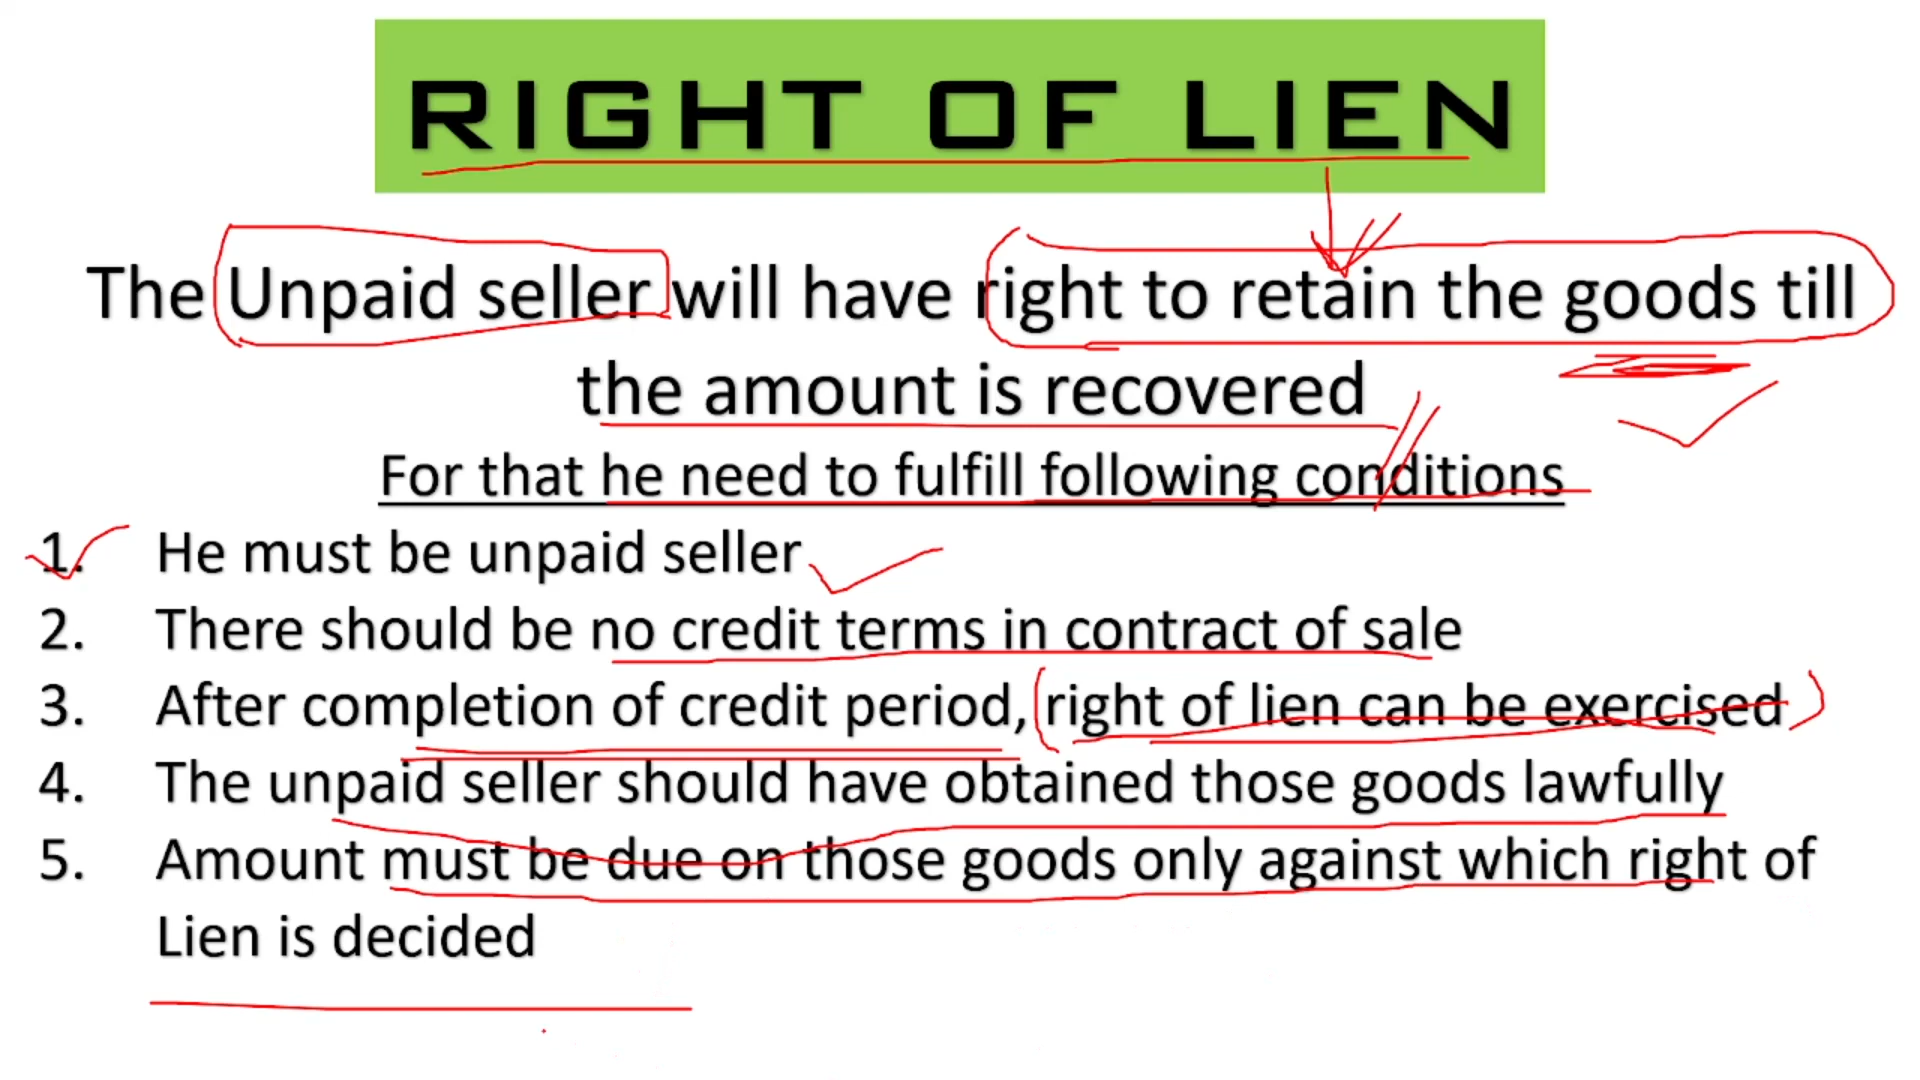 RIGHT OF LIEN
The Unpaid seller will have right to retain the goods till
the amount is recovered
For that he need to fulfill following conditions
1. He must be unpaid seller
2. There should be no credit terms in contract of sale
3. After completion of credit period, right of lien can be exercised
4. The unpaid seller should have obtained those goods lawfully
5. Amount must be due on those goods only against which right of
Lien is decided